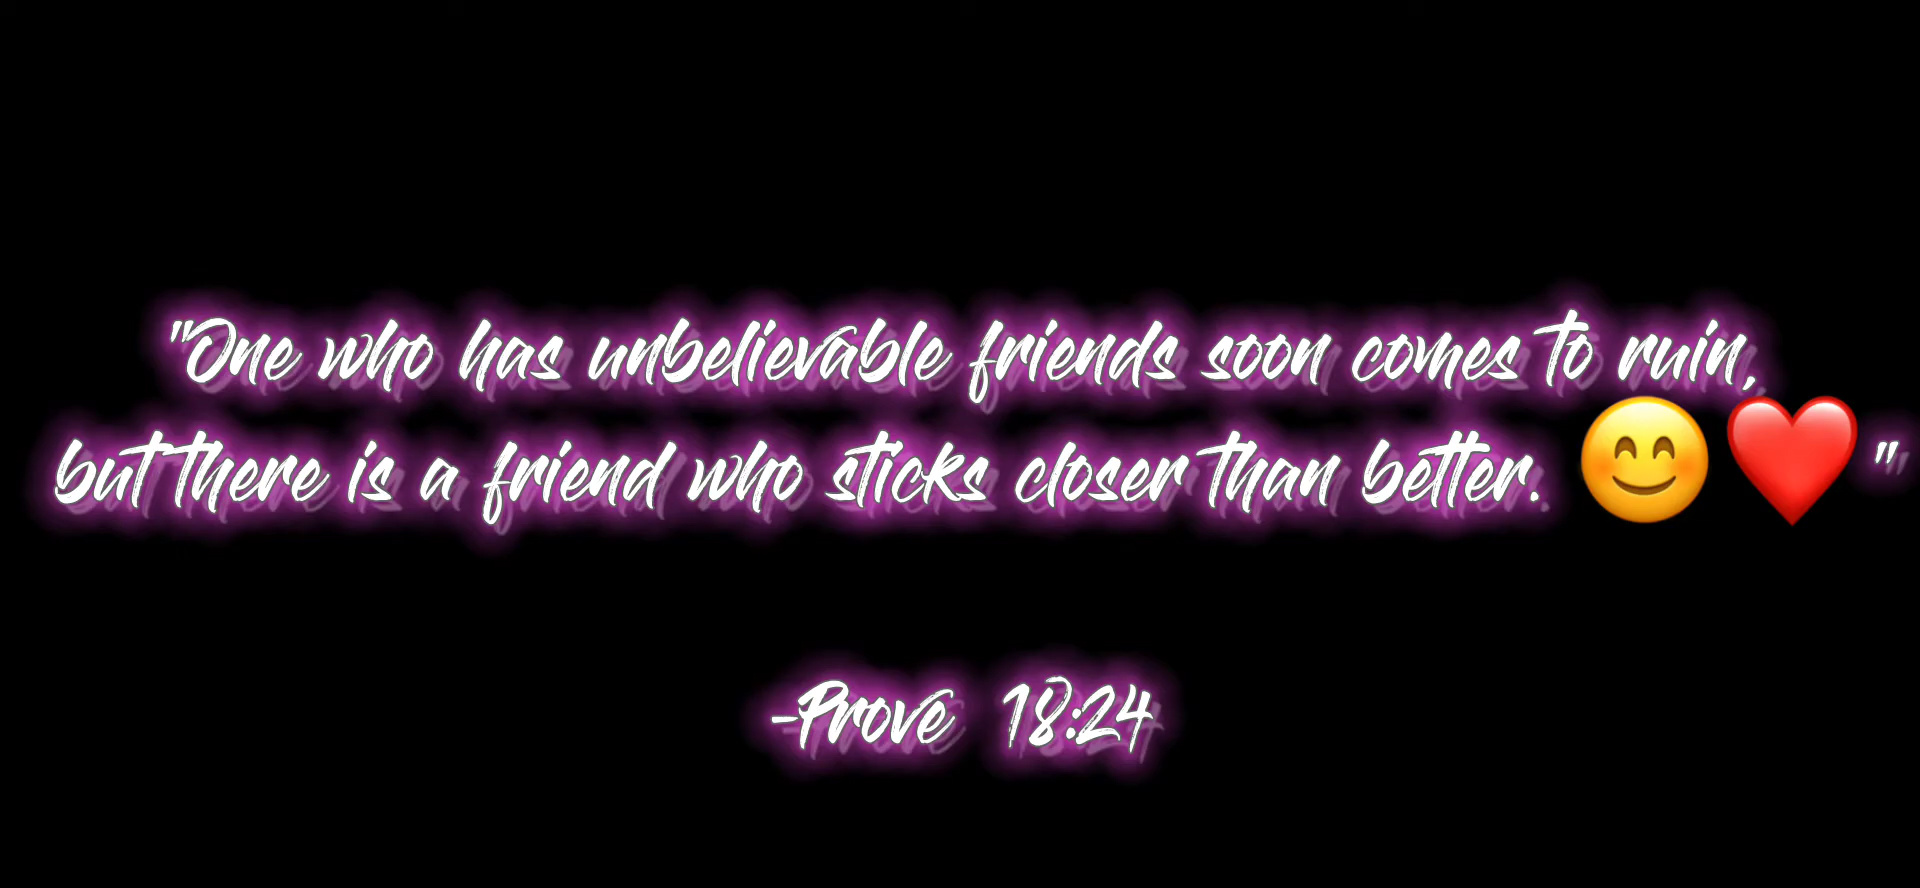 "One who has unbelievable friends soon comes to ruin,
but there is a friend who sticks closer than better. 😊❤️"
-Prove 18:24